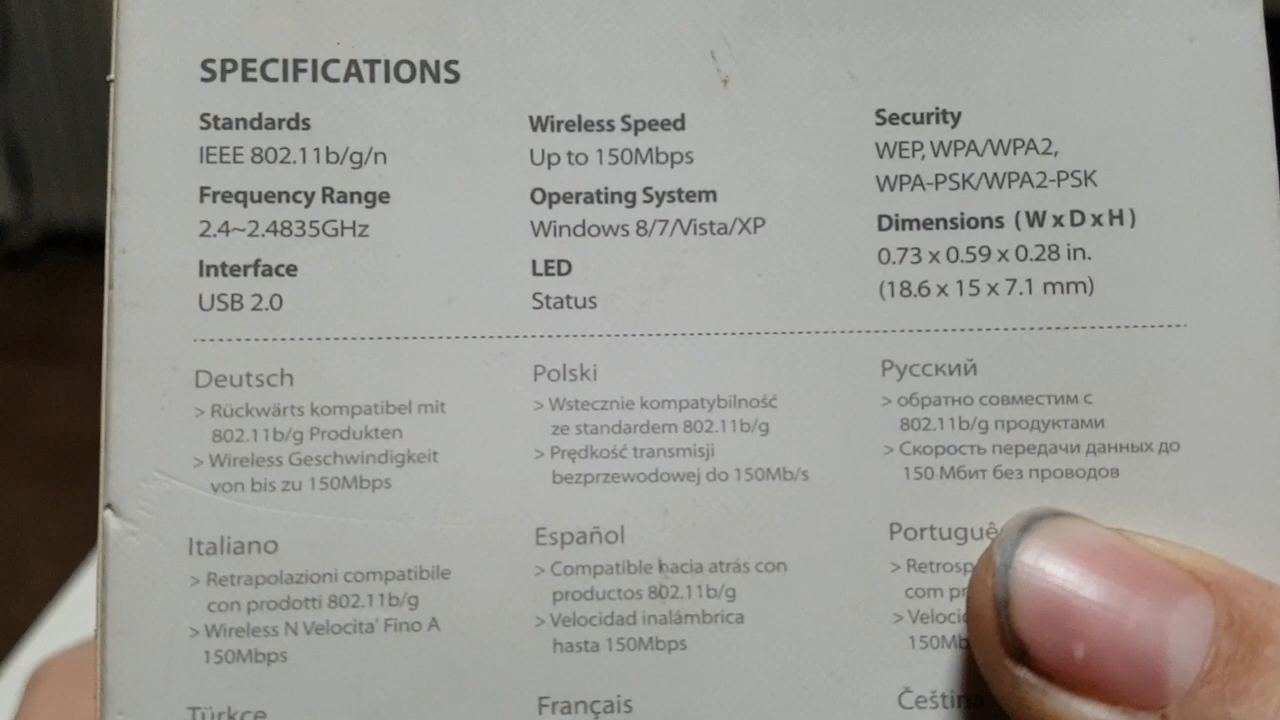 SPECIFICATIONS
Standards
IEEE 802.11b/g/n
Frequency Range
2.4~2.4835GHz
Interface
USB 2.0
Wireless Speed
Up to 150Mbps
Operating System
Windows 8/7/Vista/XP
LED
Status
Security
WEP, WPA/WPA2,
WPA-PSK/WPA2-PSK
Dimensions (W x D x H)
0.73 x 0.59 x 0.28 in.
(18.6 x 15 x 7.1 mm)
Deutsch
> Rückwärts kompatibel mit
802.11b/g Produkten
> Wireless Geschwindigkeit
von bis zu 150Mbps
Polski
> Wstecznie kompatybilność
ze standardem 802.11b/g
> Prędkość transmisji
bezprzewodowej do 150Mb/s
Русский
> обратно совместим с
802.11b/g продуктами
> Скорость передачи данных до
150 Мбит без проводов
Italiano
> Retrapolazioni compatibile
con prodotti 802.11b/g
> Wireless N Velocita' Fino A
150Mbps
Español
> Compatible hacia atrás con
productos 802.11b/g
> Velocidad inalámbrica
hasta 150Mbps
>
com
>
Türkçe
Français